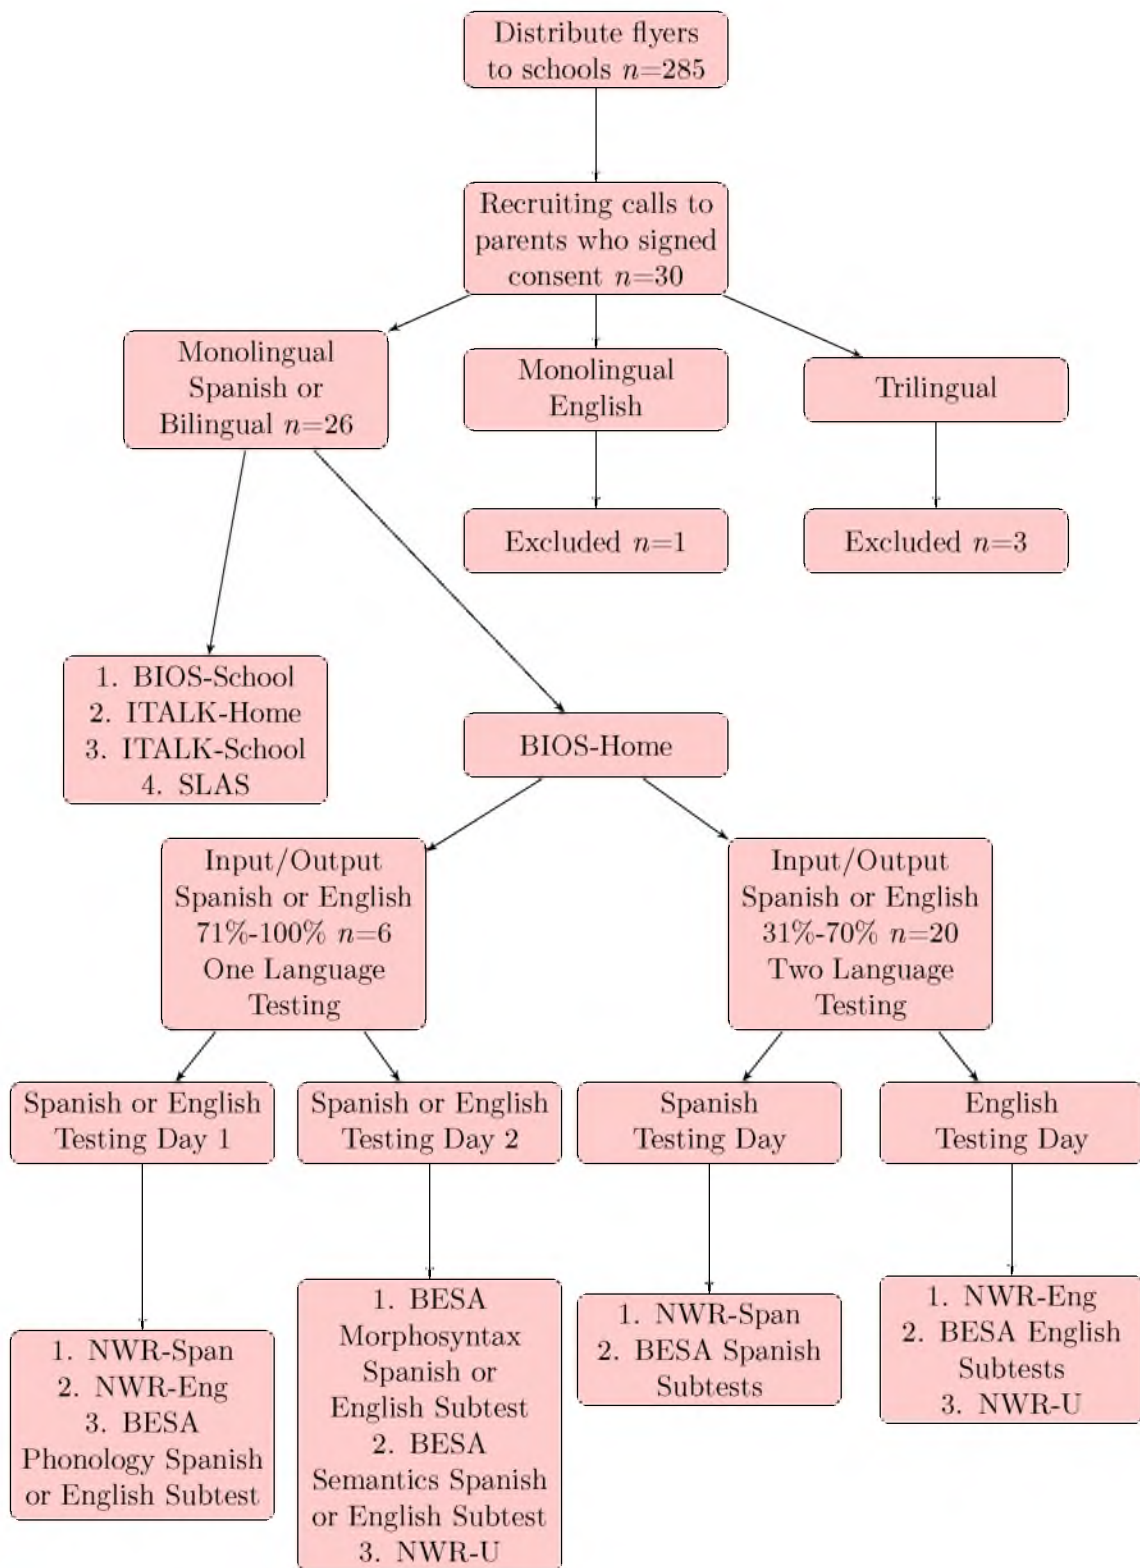 Distribute flyers
to schools n=285
Recruiting calls to
parents who signed
consent n=30
Monolingual
Spanish or
Bilingual n=26
Monolingual
English
Trilingual
Excluded n=1
Excluded n=3
1. BIOS-School
2. ITALK-Home
3. ITALK-School
4. SLAS
BIOS-Home
Input/Output
Spanish or English
71%-100% n=6
One Language
Testing
Input/Output
Spanish or English
31%-70% n=20
Two Language
Testing
Spanish or English
Testing Day 1
Spanish or English
Testing Day 2
Spanish
Testing Day
English
Testing Day
1. NWR-Span
2. NWR-Eng
3. BESA
Phonology Spanish
or English Subtest
1. BESA
Morphosyntax
Spanish or
English Subtest
2. BESA
Semantics Spanish
or English Subtest
3. NWR-U
1. NWR-Span
2. BESA Spanish
Subtests
1. NWR-Eng
2. BESA English
Subtests
3. NWR-U